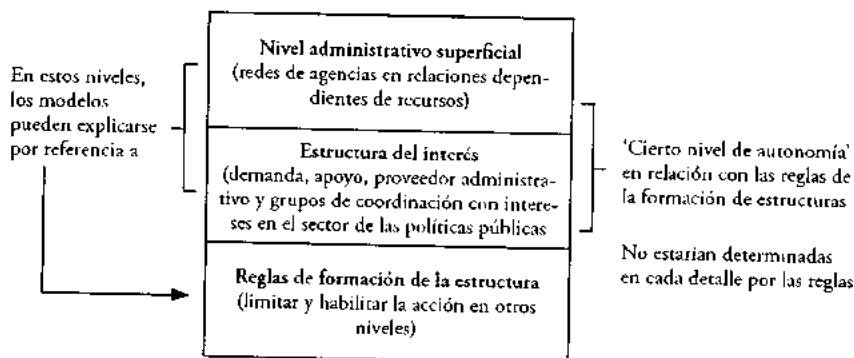 En estos niveles,
los modelos
pueden explicarse
por referencia a
Nivel administrativo superficial
(redes de agencias en relaciones depen-
dientes de recursos)
Estructura del interés
(demanda, apoyo, proveedor administra-
tivo y grupos de coordinación con intere-
ses en el sector de las políticas públicas
Reglas de formación de la estructura
(limitar y habilitar la acción en otros
niveles)
'Cierto nivel de autonomía'
en relación con las reglas de
la formación de estructuras
No estarían determinadas
en cada detalle por las reglas